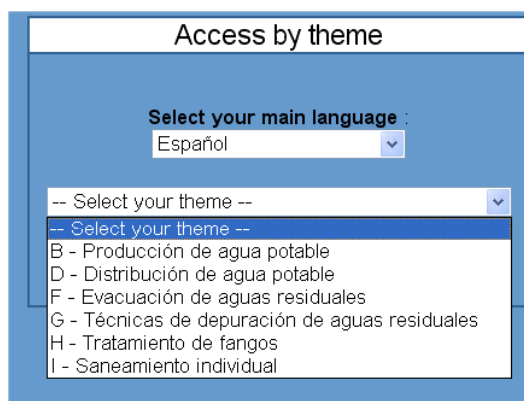 Access by theme
Select your main language :
Español
-- Select your theme --
-- Select your theme --
B - Producción de agua potable
D - Distribución de agua potable
F - Evacuación de aguas residuales
G - Técnicas de depuración de aguas residuales
H - Tratamiento de fangos
I - Saneamiento individual